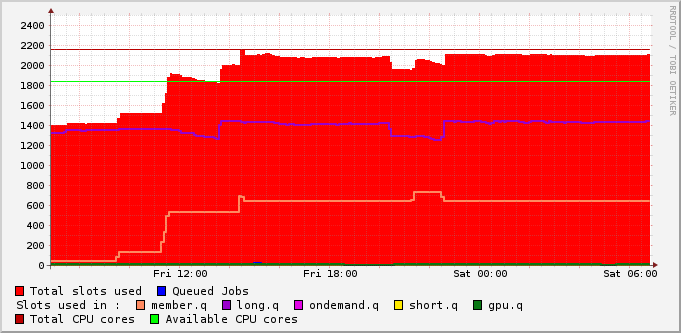 2400
2200
2000
1800
1600
1400
1200
1000
800
600
400
200
0
Fri 12:00 Fri 18:00 Sat 00:00 Sat 06:00
RRDTOOL / TOBI OETIKER
Total slots used Queued Jobs
Slots used in : member.q long.q ondemand.q short.q gpu.q
Total CPU cores Available CPU cores